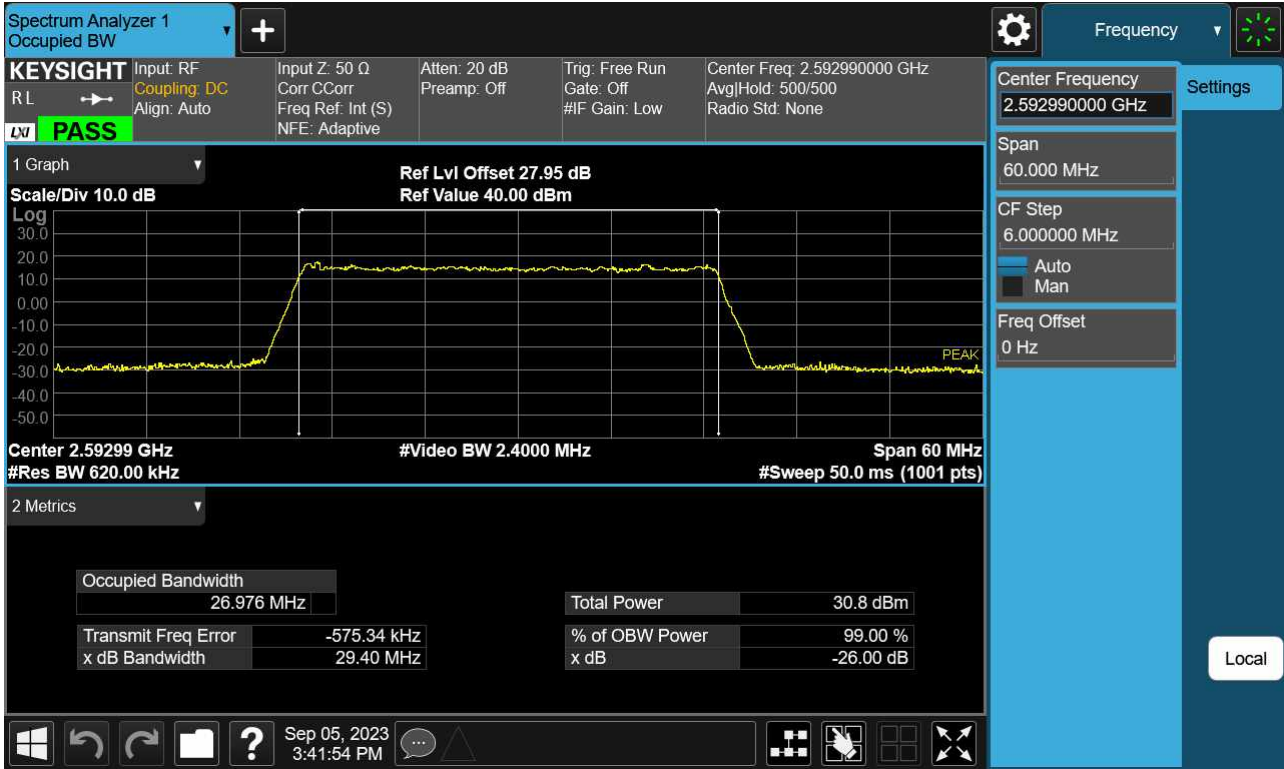 Spectrum Analyzer 1
Occupied BW
Frequency
KEYSIGHT
R L
LXI PASS
Input: RF
Coupling: DC
Align: Auto
Input Z: 50 Ω
Corr CCorr
Freq Ref: Int (S)
NFE: Adaptive
Atten: 20 dB
Preamp: Off
Trig: Free Run
Gate: Off
#IF Gain: Low
Center Freq: 2.592990000 GHz
Avg|Hold: 500/500
Radio Std: None
Center Frequency
2.592990000 GHz
Settings
Span
60.000 MHz
CF Step
6.000000 MHz
Auto
Man
Freq Offset
0 Hz
Local
1 Graph
Scale/Div 10.0 dB
Ref Lvl Offset 27.95 dB
Ref Value 40.00 dBm
Log
30.0
20.0
10.0
0.00
-10.0
-20.0
-30.0
-40.0
-50.0
PEAK
Center 2.59299 GHz
#Video BW 2.4000 MHz
Span 60 MHz
#Res BW 620.00 kHz
#Sweep 50.0 ms (1001 pts)
2 Metrics
Occupied Bandwidth
26.976 MHz
Total Power 30.8 dBm
Transmit Freq Error -575.34 kHz
% of OBW Power 99.00 %
x dB Bandwidth 29.40 MHz
x dB -26.00 dB
Sep 05, 2023
3:41:54 PM